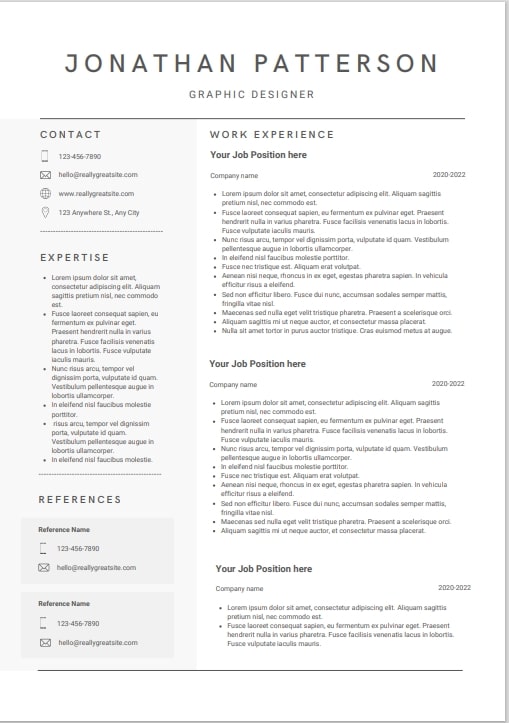 JONATHAN PATTERSON
GRAPHIC DESIGNER
CONTACT
123-456-7890
hello@reallygreatsite.com
www.reallygreatsite.com
123 Anywhere St., Any City
EXPERTISE
Lorem ipsum dolor sit amet,
consectetur adipiscing elit. Aliquam
sagittis pretium nisl, nec commodo
est.
Fusce laoreet consequat sapien, eu
fermentum ex pulvinar eget.
Praesent hendrerit nulla in varius
pharetra. Fusce facilisis venenatis
lacus in lobortis. Fusce vulputate
iaculis mauris.
Nunc risus arcu, tempor vel
dignissim porta, vulputate id quam.
Vestibulum pellentesque augue in
lobortis ullamcorper.
In eleifend nisl faucibus molestie
porttitor.
risus arcu, tempor vel dignissim
porta, vulputate id quam.
Vestibulum pellentesque augue in
lobortis ullamcorper.
In eleifend nisl faucibus molestie.
REFERENCES
Reference Name
123-456-7890
hello@reallygreatsite.com
Reference Name
123-456-7890
hello@reallygreatsite.com
WORK EXPERIENCE
Your Job Position here
Company name 2020-2022
Lorem ipsum dolor sit amet, consectetur adipiscing elit. Aliquam sagittis
pretium nisl, nec commodo est.
Fusce laoreet consequat sapien, eu fermentum ex pulvinar eget. Praesent
hendrerit nulla in varius pharetra. Fusce facilisis venenatis lacus in lobortis.
Fusce vulputate iaculis mauris.
Nunc risus arcu, tempor vel dignissim porta, vulputate id quam. Vestibulum
pellentesque augue in lobortis ullamcorper.
In eleifend nisl faucibus molestie porttitor.
Fusce nec tristique est. Aliquam erat volutpat.
Aenean nisi neque, rhoncus in ex eget, egestas pharetra sapien. In vehicula
efficitur risus a eleifend.
Sed non efficitur libero. Fusce dui nunc, accumsan sodales semper mattis,
fringilla vitae nisl.
Maecenas sed nulla eget velit tristique pharetra. Praesent a scelerisque orci.
Aliquam sagittis mi ut neque auctor, et consectetur massa placerat.
Nulla sit amet tortor in purus auctor tristique. Cras euismod metus at augue.
Your Job Position here
Company name 2020-2022
Lorem ipsum dolor sit amet, consectetur adipiscing elit. Aliquam sagittis
pretium nisl, nec commodo est.
Fusce laoreet consequat sapien, eu fermentum ex pulvinar eget. Praesent
hendrerit nulla in varius pharetra. Fusce facilisis venenatis lacus in lobortis.
Fusce vulputate iaculis mauris.
Nunc risus arcu, tempor vel dignissim porta, vulputate id quam. Vestibulum
pellentesque augue in lobortis ullamcorper.
In eleifend nisl faucibus molestie porttitor.
Fusce nec tristique est. Aliquam erat volutpat.
Aenean nisi neque, rhoncus in ex eget, egestas pharetra sapien. In vehicula
efficitur risus a eleifend.
Sed non efficitur libero. Fusce dui nunc, accumsan sodales semper mattis,
fringilla vitae nisl.
Maecenas sed nulla eget velit tristique pharetra. Praesent a scelerisque orci.
Aliquam sagittis mi ut neque auctor, et consectetur massa placerat.
Your Job Position here
Company name 2020-2022
Lorem ipsum dolor sit amet, consectetur adipiscing elit. Aliquam sagittis
pretium nisl, nec commodo est.
Fusce laoreet consequat sapien, eu fermentum ex pulvinar eget. Praesent
hendrerit nulla in varius pharetra. Fusce facilisis venenatis lacus in lobortis.
Fusce vulputate iaculis mauris.